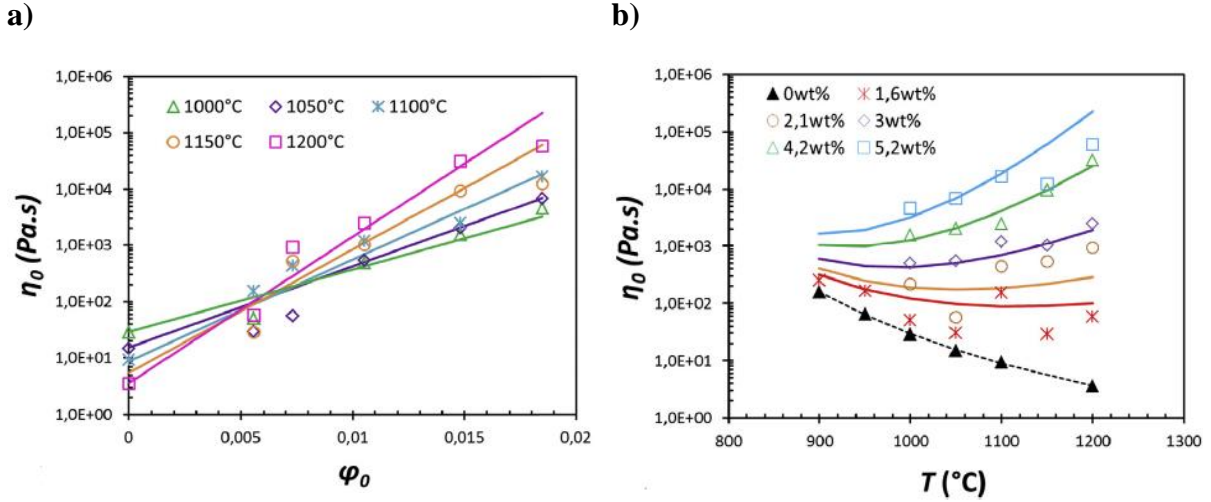 a)
1,0E+06
1,0E+05
1,0E+04
1,0E+03
1,0E+02
1,0E+01
1,0E+00
η₀ (Pa.s)
1000°C 1050°C 1100°C
1150°C 1200°C
0 0,005 0,01 0,015 0,02
φ₀
b)
1,0E+06
1,0E+05
1,0E+04
1,0E+03
1,0E+02
1,0E+01
1,0E+00
η₀ (Pa.s)
0wt% 1,6wt%
2,1wt% 3wt%
4,2wt% 5,2wt%
800 900 1000 1100 1200 1300
T (°C)